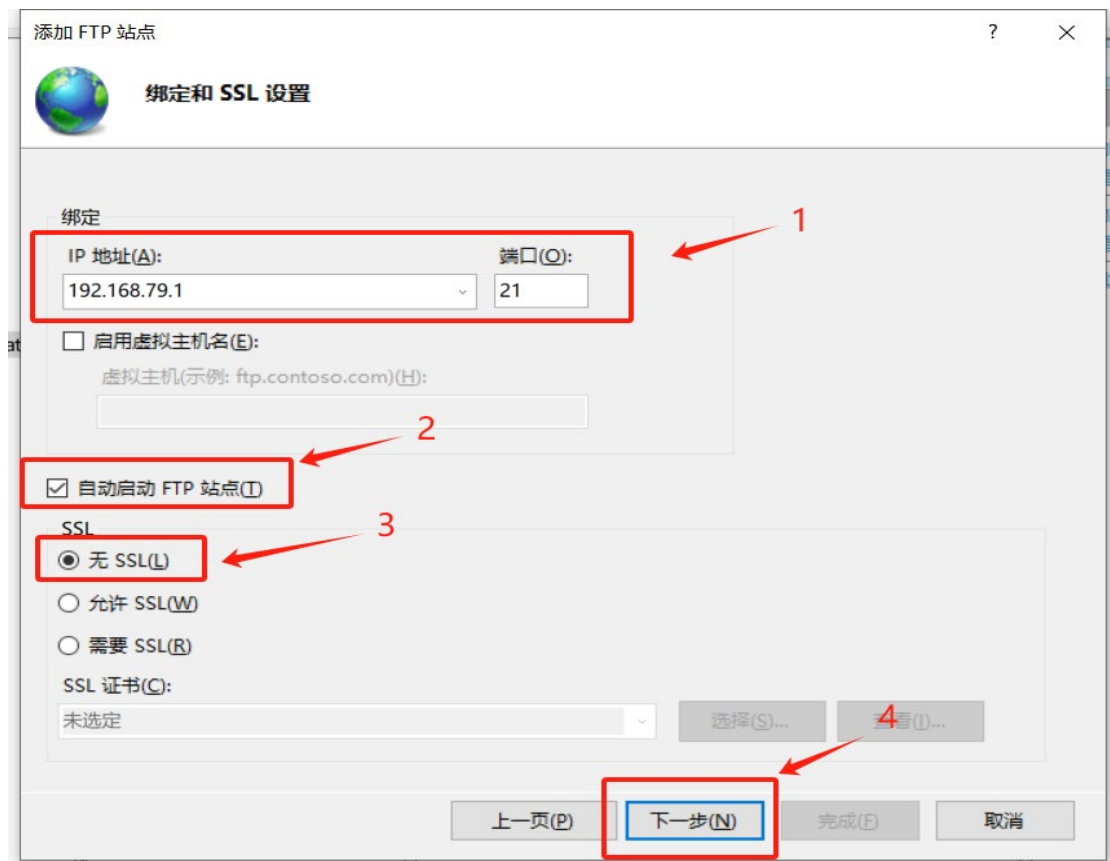 添加 FTP 站点
?
绑定和 SSL 设置
绑定
1
IP 地址(A):
端口(O):
192.168.79.1
21
启用虚拟主机名(E):
虚拟主机(示例: ftp.contoso.com)(H):
2
自动启动 FTP 站点(T)
SSL
3
无 SSL(L)
允许 SSL(W)
需要 SSL(R)
SSL 证书(C):
未选定
选择(S)...
查看(I)...
4
上一页(P)
下一步(N)
完成(F)
取消
at